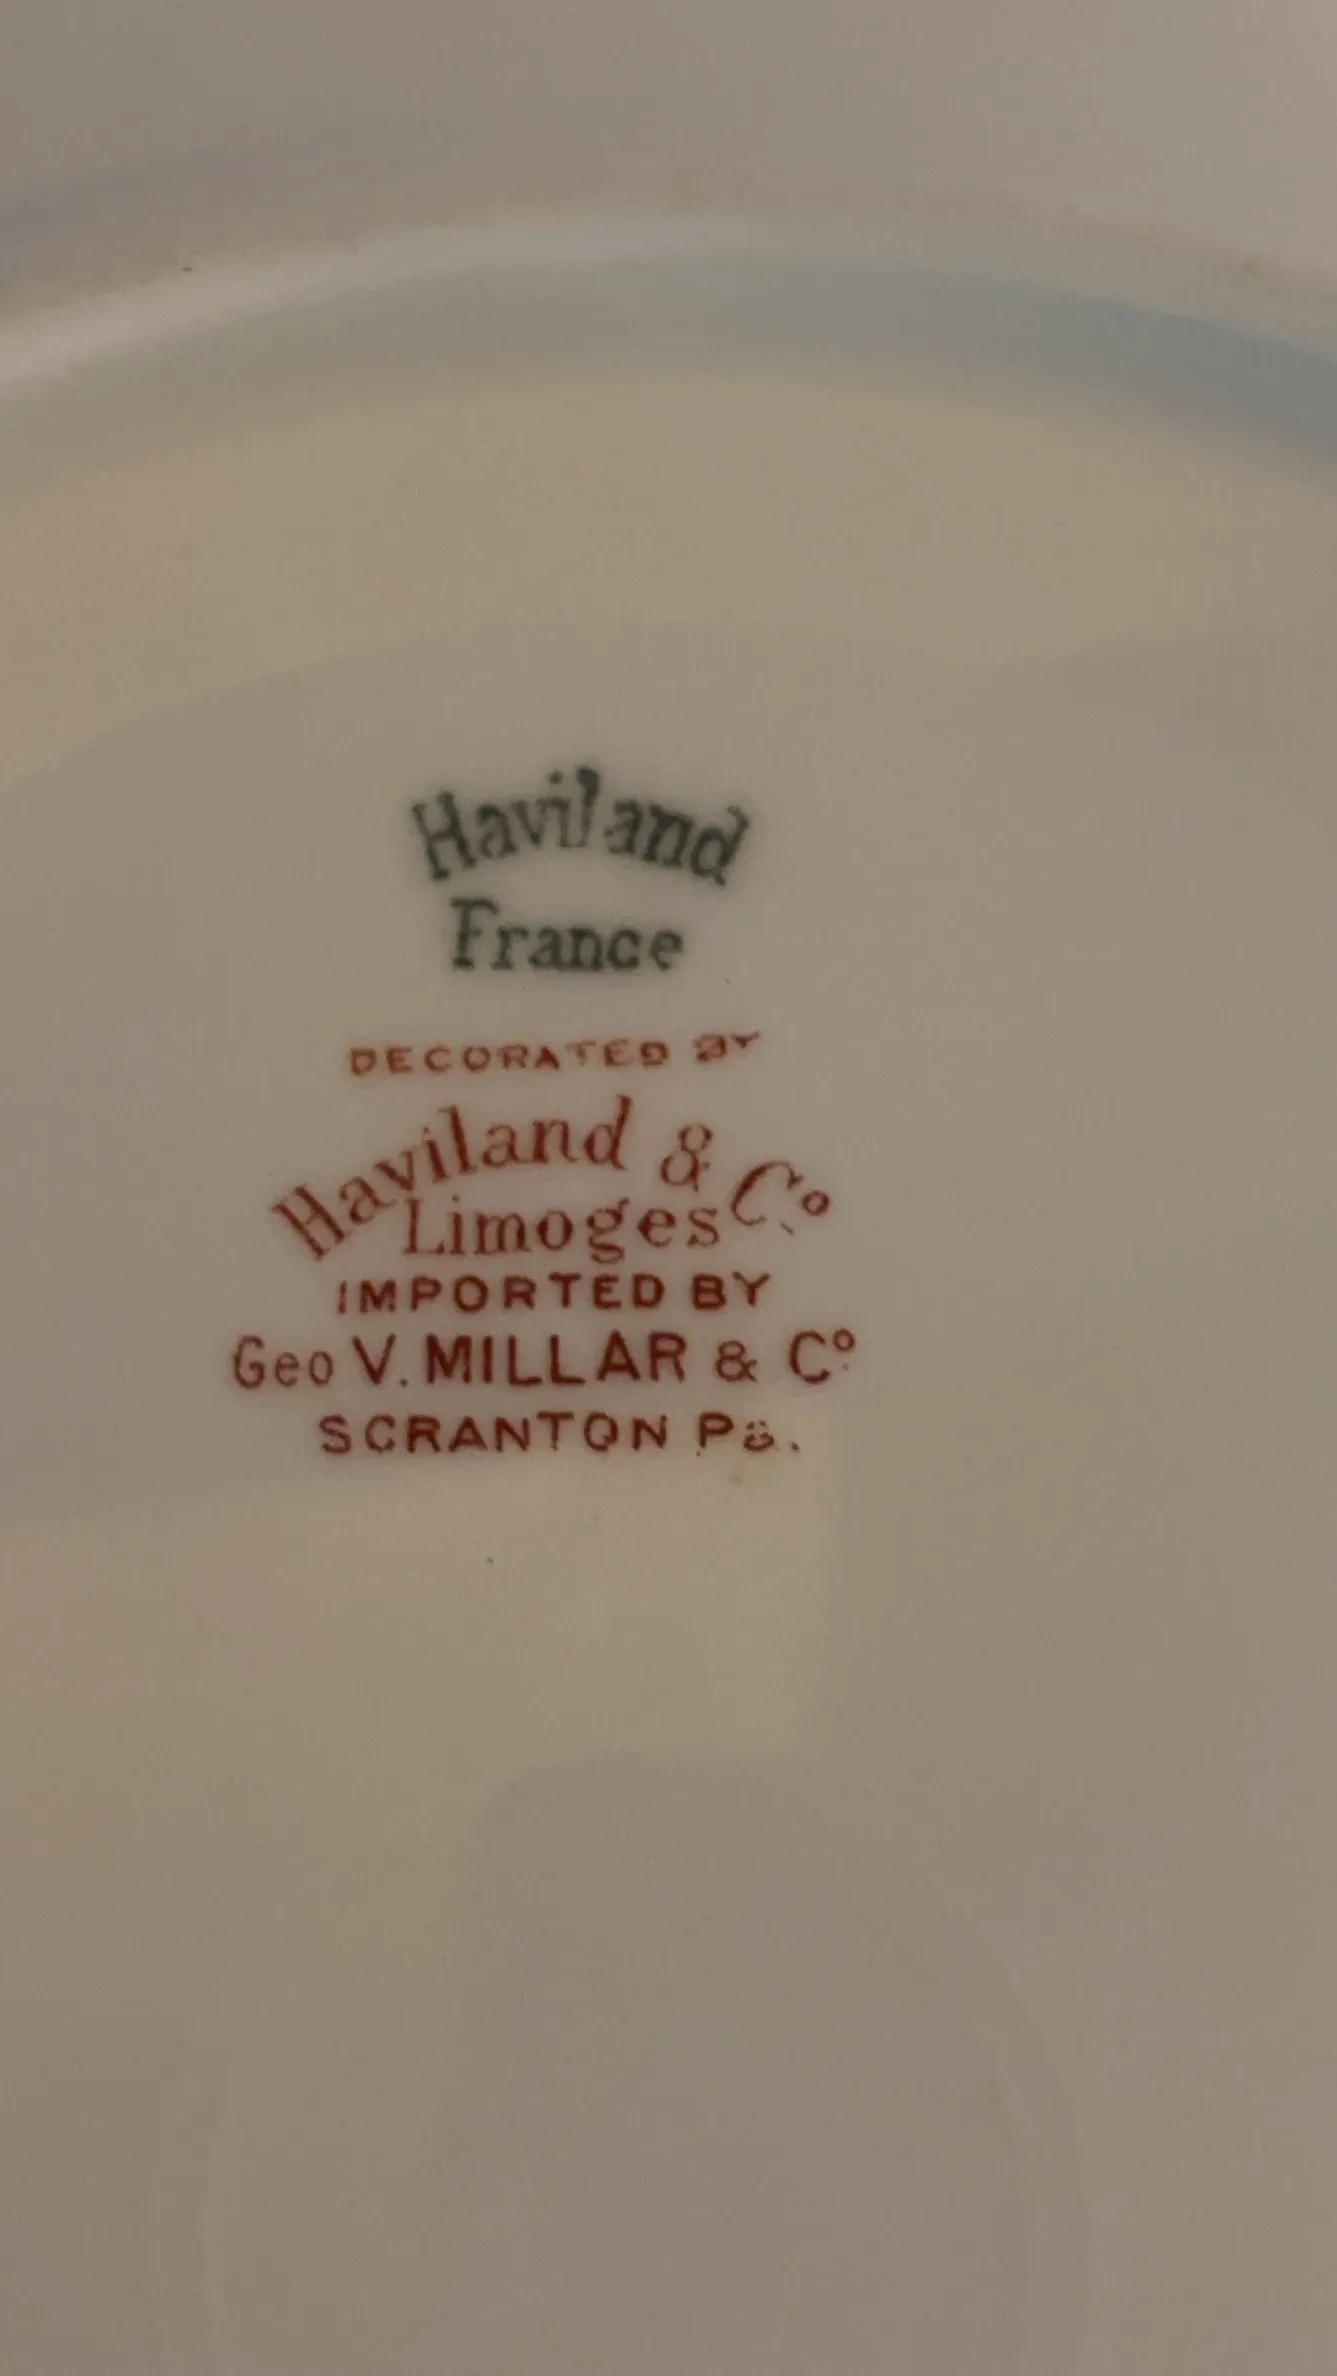 Haviland
France
DECORATED BY
Haviland & Co
Limoges
IMPORTED BY
Geo V. MILLAR & Co
SCRANTON Pa.